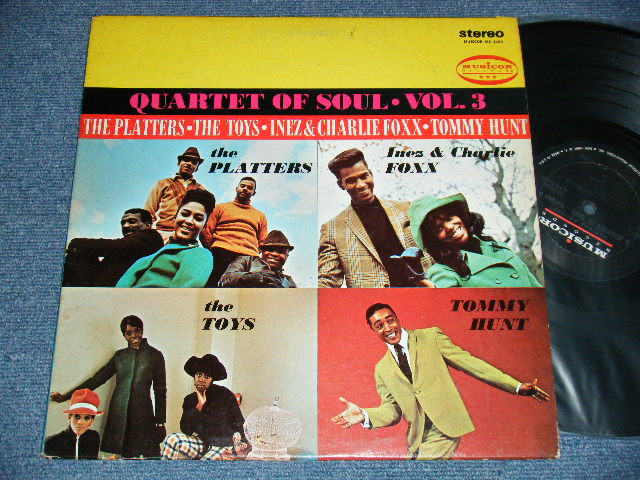 stereo
MUSICOR
QUARTET OF SOUL • VOL. 3
THE PLATTERS • THE TOYS • INEZ & CHARLIE FOXX • TOMMY HUNT
the
PLATTERS
Inez & Charlie
FOXX
the
TOYS
TOMMY
HUNT
MUSICOR